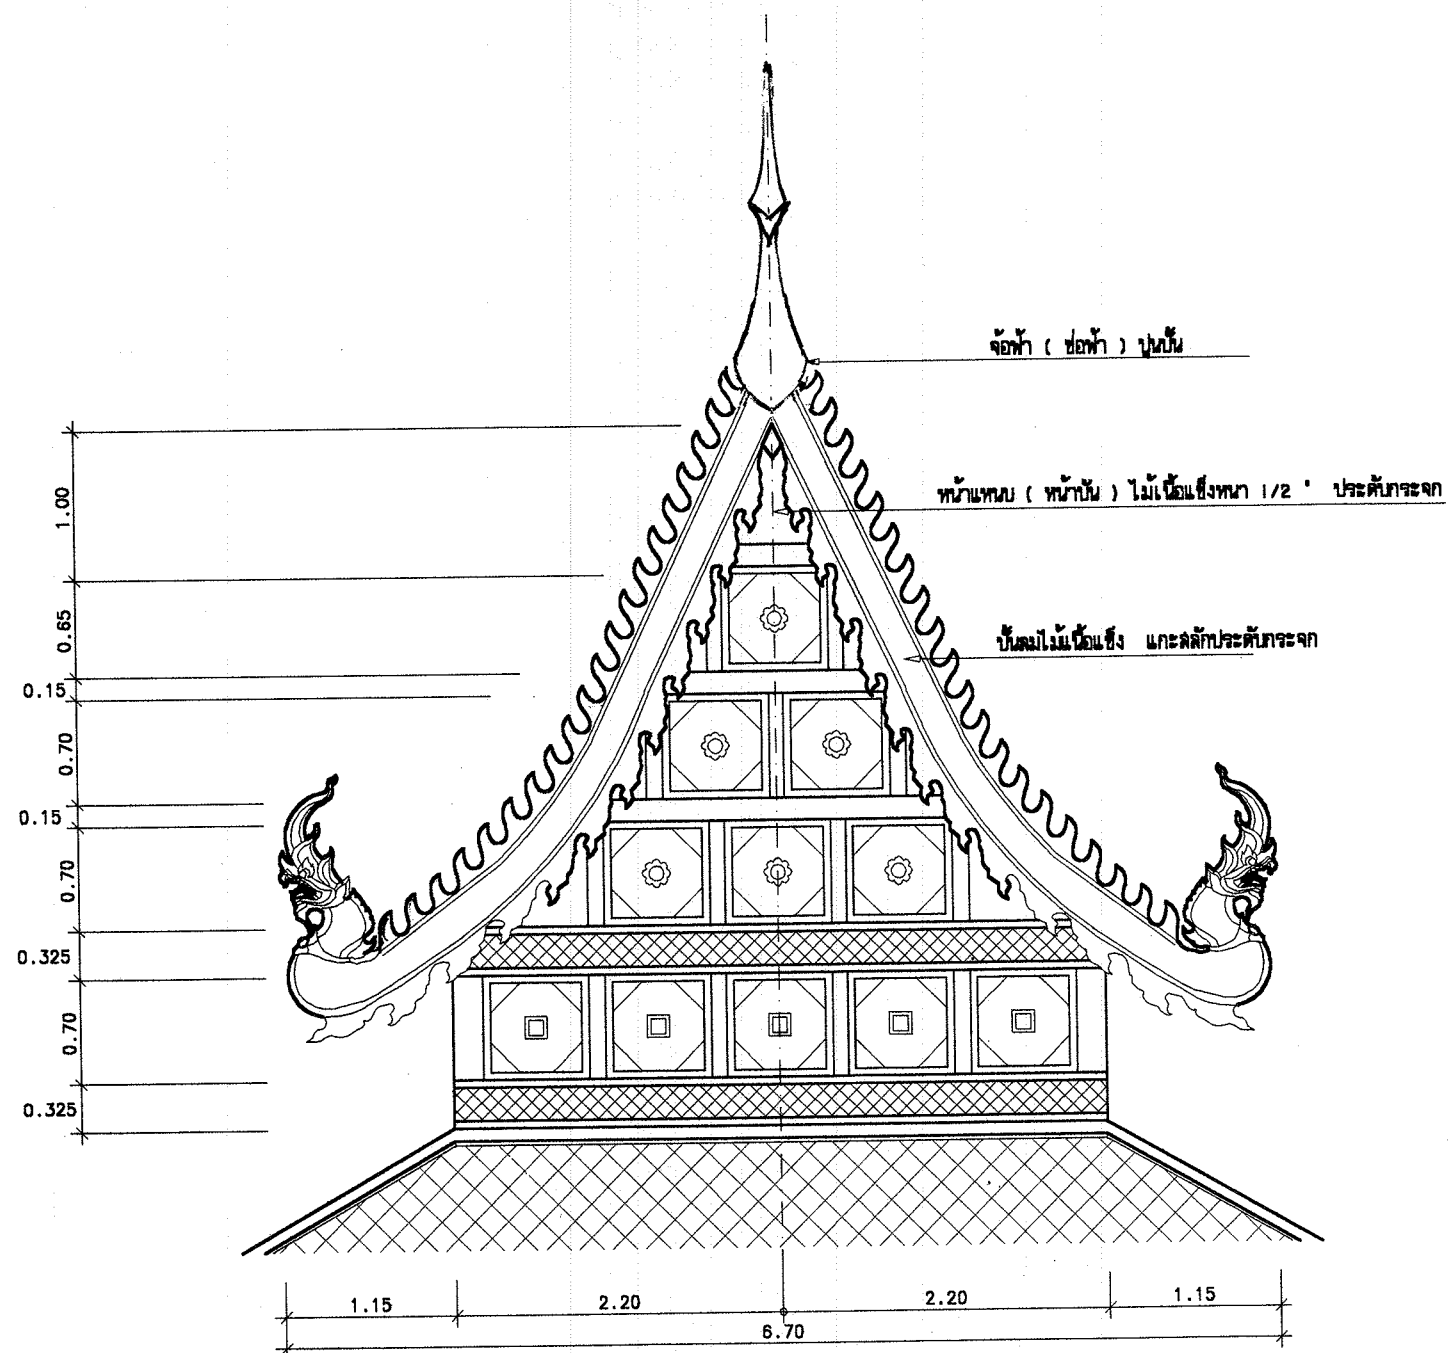 จ้อฟ้า ( ช่อฟ้า ) ปูนปั้น
หน้าแหนบ ( หน้าบัน ) ไม้เนื้อแข็งหนา 1/2 " ประดับกระจก
ปั้นลมไม้เนื้อแข็ง แกะสลักประดับกระจก
1.00
0.65
0.15
0.70
0.15
0.70
0.325
0.70
0.325
1.15 2.20 2.20 1.15
6.70